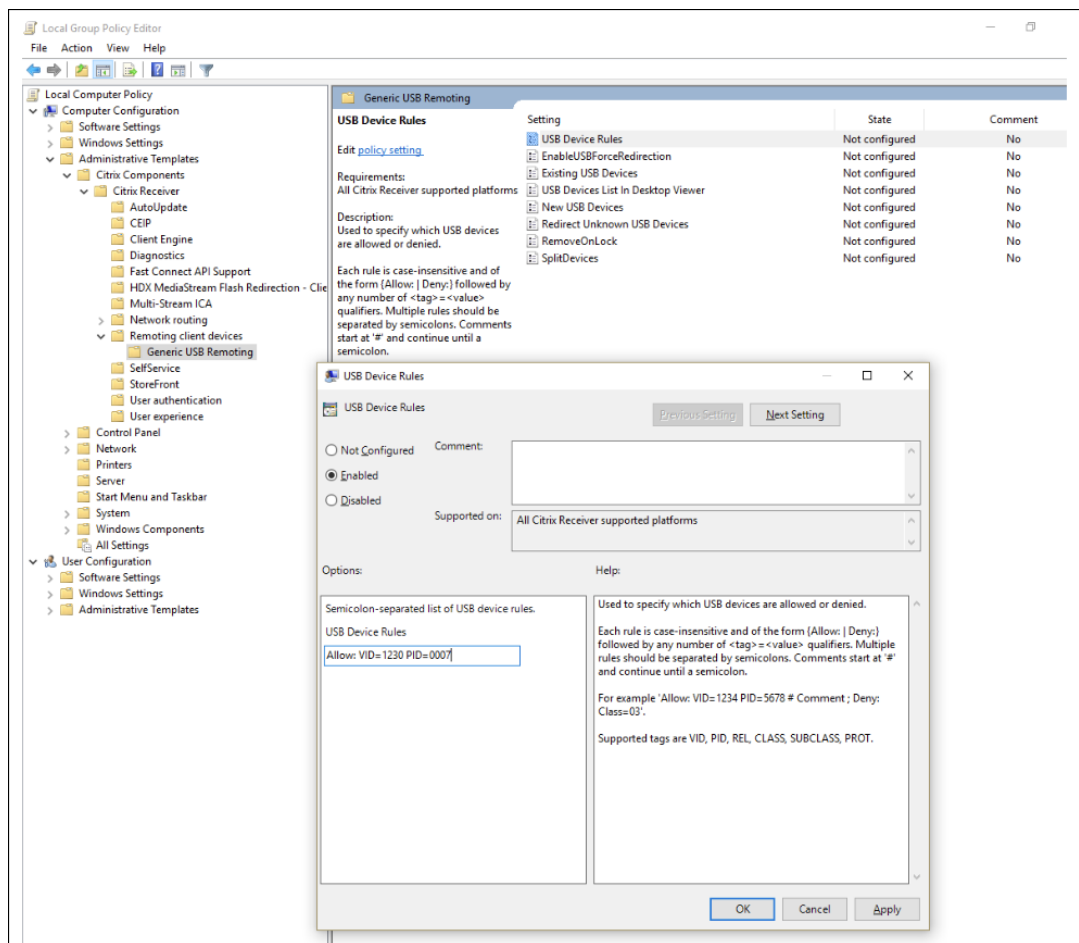 Local Group Policy Editor
File Action View Help
Local Computer Policy
Computer Configuration
Software Settings
Windows Settings
Administrative Templates
Citrix Components
Citrix Receiver
AutoUpdate
CEIP
Client Engine
Diagnostics
Fast Connect API Support
HDX MediaStream Flash Redirection - Clie
Multi-Stream ICA
Network routing
Remoting client devices
Generic USB Remoting
SelfService
StoreFront
User authentication
User experience
Control Panel
Network
Printers
Server
Start Menu and Taskbar
System
Windows Components
All Settings
User Configuration
Software Settings
Windows Settings
Administrative Templates
Generic USB Remoting
USB Device Rules
Edit policy setting
Requirements:
All Citrix Receiver supported platforms
Description:
Used to specify which USB devices
are allowed or denied.
Each rule is case-insensitive and of
the form {Allow: | Deny:} followed by
any number of <tag>=<value>
qualifiers. Multiple rules should be
separated by semicolons. Comments
start at '#' and continue until a
semicolon.
Setting State Comment
USB Device Rules Not configured No
EnableUSBForceRedirection Not configured No
Existing USB Devices Not configured No
USB Devices List In Desktop Viewer Not configured No
New USB Devices Not configured No
Redirect Unknown USB Devices Not configured No
RemoveOnLock Not configured No
SplitDevices Not configured No
USB Device Rules
USB Device Rules
Previous Setting Next Setting
Not Configured Comment:
Enabled
Disabled
Supported on: All Citrix Receiver supported platforms
Options: Help:
Semicolon-separated list of USB device rules.
USB Device Rules
Allow: VID=1230 PID=0007
Used to specify which USB devices are allowed or denied.
Each rule is case-insensitive and of the form {Allow: | Deny:}
followed by any number of <tag>=<value> qualifiers. Multiple
rules should be separated by semicolons. Comments start at '#'
and continue until a semicolon.
For example 'Allow: VID=1234 PID=5678 # Comment ; Deny:
Class=03'.
Supported tags are VID, PID, REL, CLASS, SUBCLASS, PROT.
OK Cancel Apply